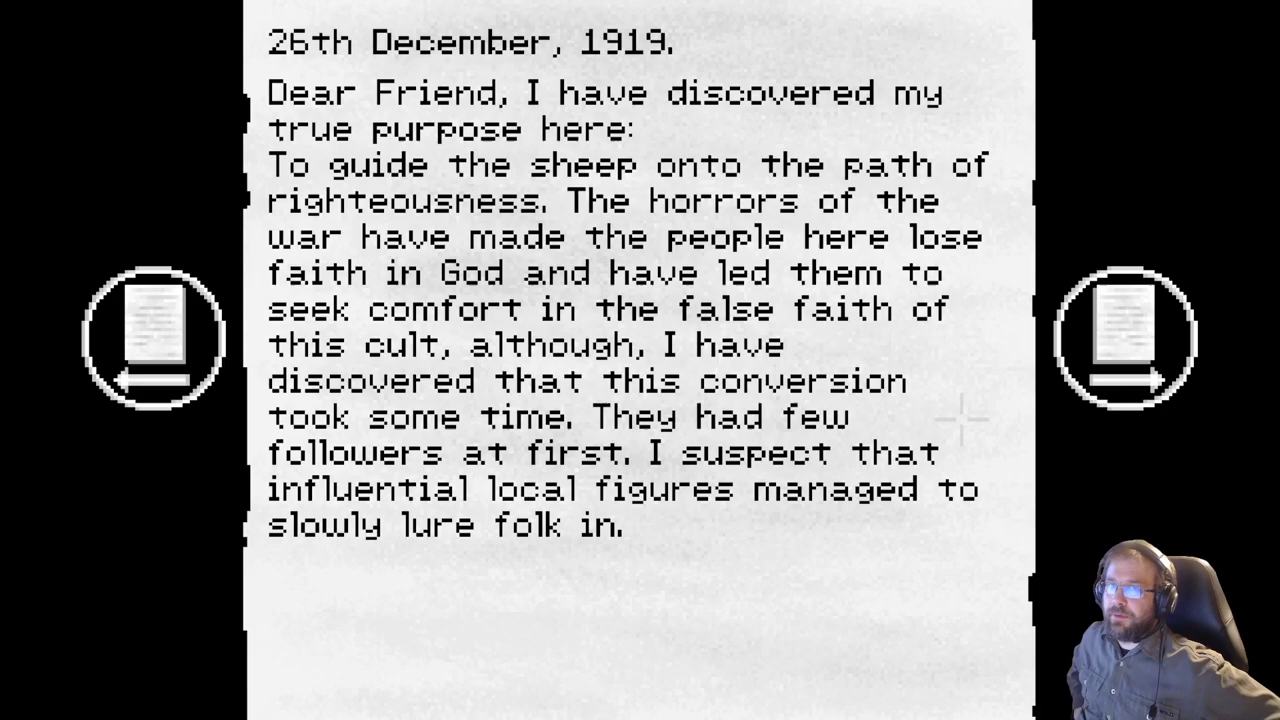 26th December, 1919.
Dear Friend, I have discovered my
true purpose here:
To guide the sheep onto the path of
righteousness. The horrors of the
war have made the people here lose
faith in God and have led them to
seek comfort in the false faith of
this cult, although, I have
discovered that this conversion
took some time. They had few
followers at first. I suspect that
influential local figures managed to
slowly lure folk in.